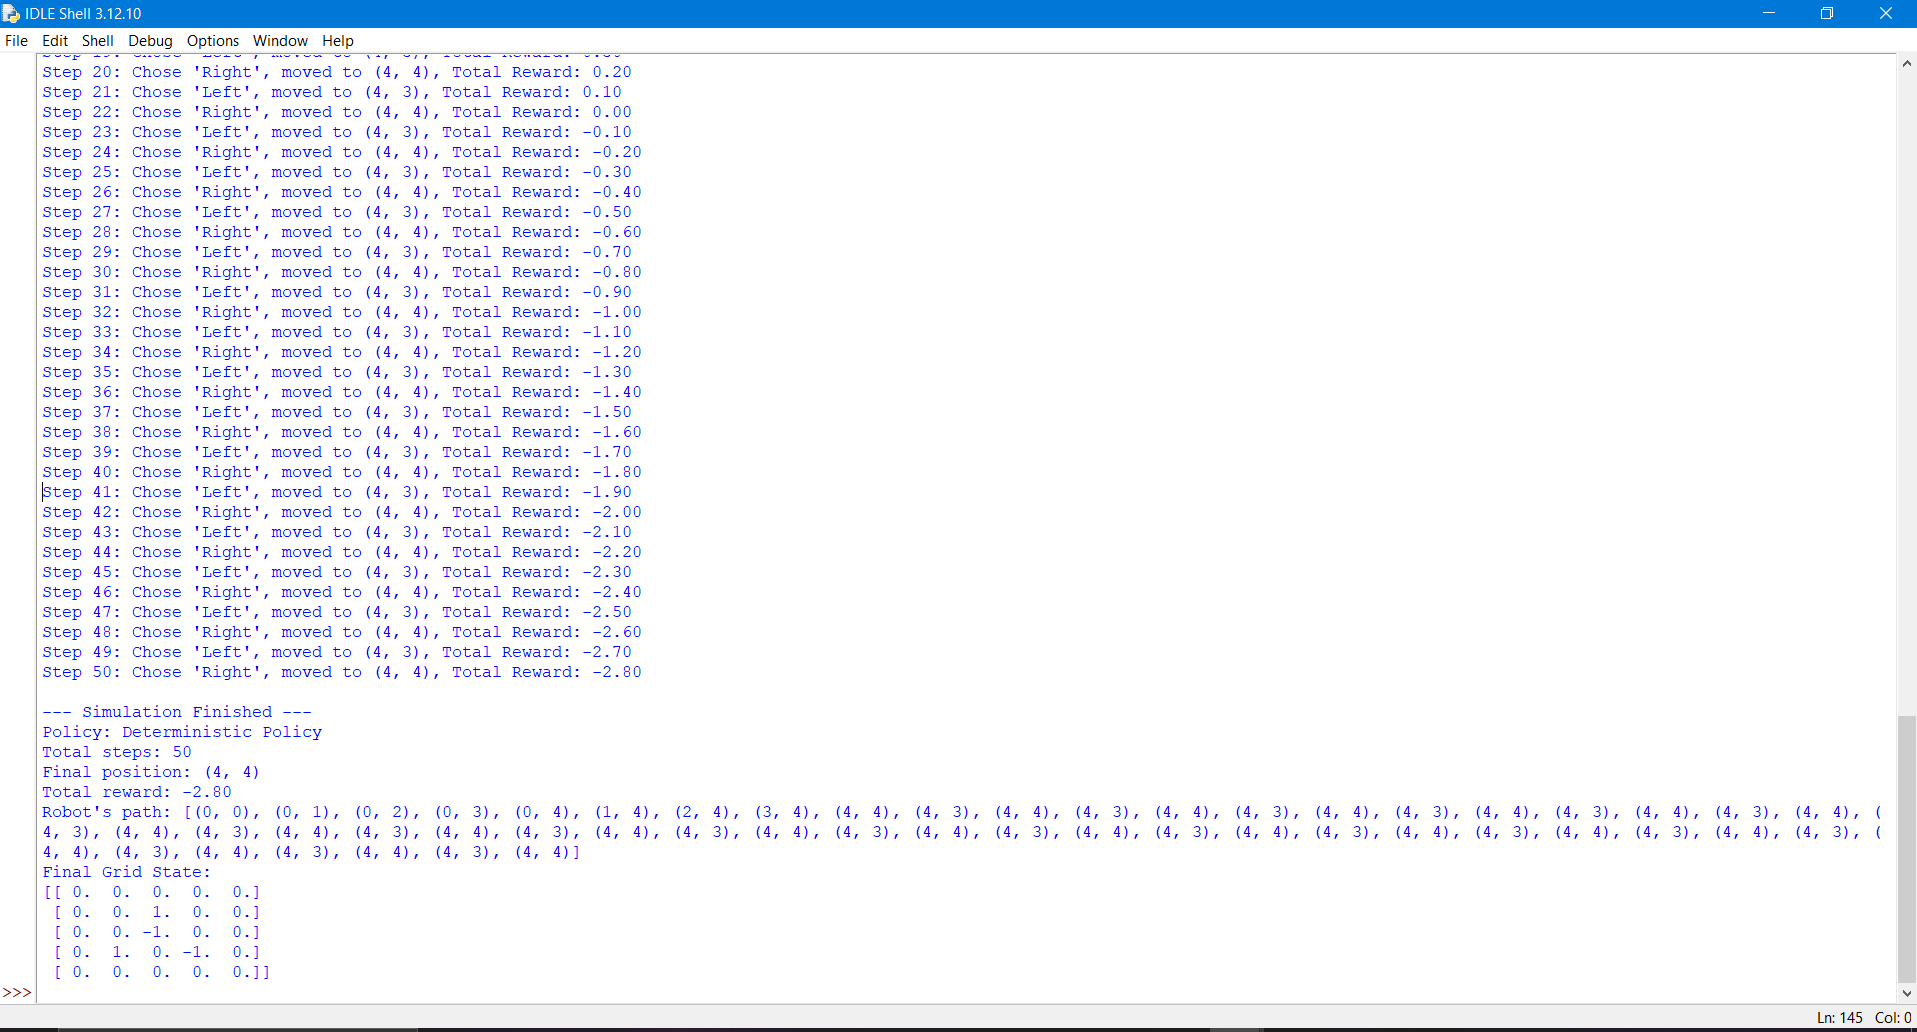 IDLE Shell 3.12.10
File Edit Shell Debug Options Window Help
Step 20: Chose 'Right', moved to (4, 4), Total Reward: 0.20
Step 21: Chose 'Left', moved to (4, 3), Total Reward: 0.10
Step 22: Chose 'Right', moved to (4, 4), Total Reward: 0.00
Step 23: Chose 'Left', moved to (4, 3), Total Reward: -0.10
Step 24: Chose 'Right', moved to (4, 4), Total Reward: -0.20
Step 25: Chose 'Left', moved to (4, 3), Total Reward: -0.30
Step 26: Chose 'Right', moved to (4, 4), Total Reward: -0.40
Step 27: Chose 'Left', moved to (4, 3), Total Reward: -0.50
Step 28: Chose 'Right', moved to (4, 4), Total Reward: -0.60
Step 29: Chose 'Left', moved to (4, 3), Total Reward: -0.70
Step 30: Chose 'Right', moved to (4, 4), Total Reward: -0.80
Step 31: Chose 'Left', moved to (4, 3), Total Reward: -0.90
Step 32: Chose 'Right', moved to (4, 4), Total Reward: -1.00
Step 33: Chose 'Left', moved to (4, 3), Total Reward: -1.10
Step 34: Chose 'Right', moved to (4, 4), Total Reward: -1.20
Step 35: Chose 'Left', moved to (4, 3), Total Reward: -1.30
Step 36: Chose 'Right', moved to (4, 4), Total Reward: -1.40
Step 37: Chose 'Left', moved to (4, 3), Total Reward: -1.50
Step 38: Chose 'Right', moved to (4, 4), Total Reward: -1.60
Step 39: Chose 'Left', moved to (4, 3), Total Reward: -1.70
Step 40: Chose 'Right', moved to (4, 4), Total Reward: -1.80
Step 41: Chose 'Left', moved to (4, 3), Total Reward: -1.90
Step 42: Chose 'Right', moved to (4, 4), Total Reward: -2.00
Step 43: Chose 'Left', moved to (4, 3), Total Reward: -2.10
Step 44: Chose 'Right', moved to (4, 4), Total Reward: -2.20
Step 45: Chose 'Left', moved to (4, 3), Total Reward: -2.30
Step 46: Chose 'Right', moved to (4, 4), Total Reward: -2.40
Step 47: Chose 'Left', moved to (4, 3), Total Reward: -2.50
Step 48: Chose 'Right', moved to (4, 4), Total Reward: -2.60
Step 49: Chose 'Left', moved to (4, 3), Total Reward: -2.70
Step 50: Chose 'Right', moved to (4, 4), Total Reward: -2.80
--- Simulation Finished ---
Policy: Deterministic Policy
Total steps: 50
Final position: (4, 4)
Total reward: -2.80
Robot's path: [(0, 0), (0, 1), (0, 2), (0, 3), (0, 4), (1, 4), (2, 4), (3, 4), (4, 4), (4, 3), (4, 4), (4, 3), (4, 4), (4, 3), (4, 4), (4, 3), (4, 4), (4, 3), (4, 4), (4, 3), (4, 4), (
4, 3), (4, 4), (4, 3), (4, 4), (4, 3), (4, 4), (4, 3), (4, 4), (4, 3), (4, 4), (4, 3), (4, 4), (4, 3), (4, 4), (4, 3), (4, 4), (4, 3), (4, 4), (4, 3), (4, 4), (4, 3), (4, 4), (4, 3), (
4, 4), (4, 3), (4, 4), (4, 3), (4, 4), (4, 3), (4, 4)]
Final Grid State:
[[ 0. 0. 0. 0. 0.]
[ 0. 0. 1. 0. 0.]
[ 0. 0. -1. 0. 0.]
[ 0. 1. 0. -1. 0.]
[ 0. 0. 0. 0. 0.]]
>>>
Ln: 145 Col: 0